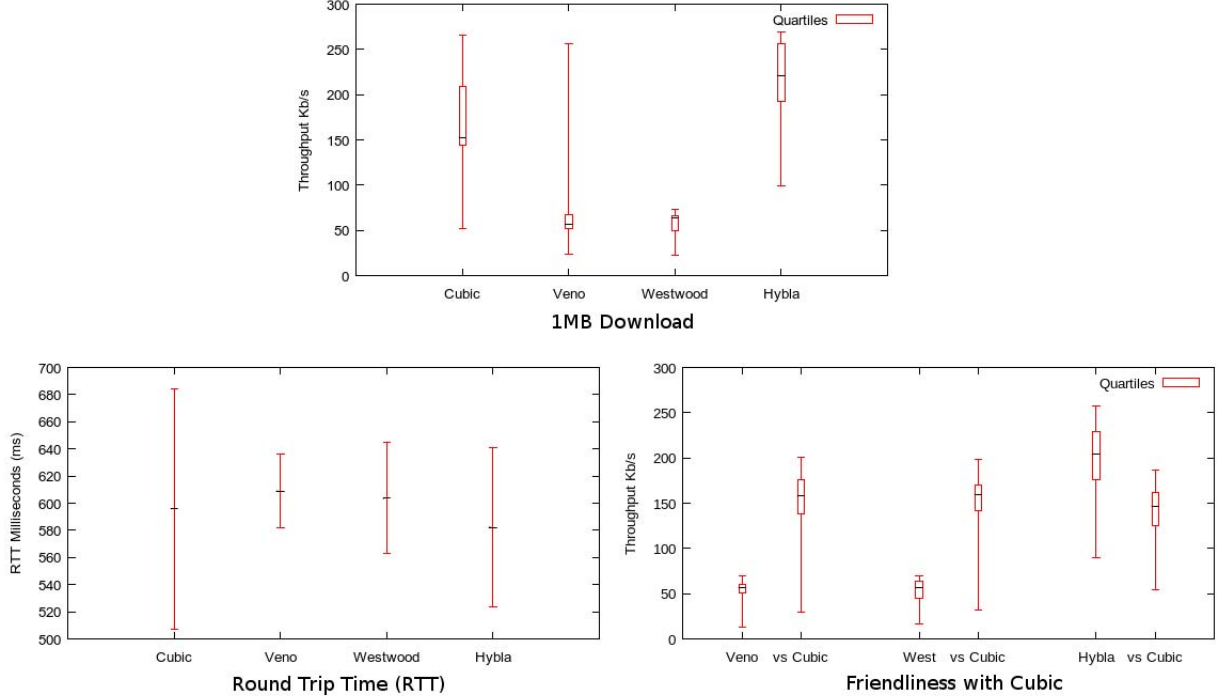 300
250
200
150
100
50
0
Throughput Kb/s
Quartiles
Cubic Veno Westwood Hybla
1MB Download
700
680
660
640
620
600
580
560
540
520
500
RTT Milliseconds (ms)
Cubic Veno Westwood Hybla
Round Trip Time (RTT)
300
250
200
150
100
50
0
Throughput Kb/s
Quartiles
Veno vs Cubic West vs Cubic Hybla vs Cubic
Friendliness with Cubic